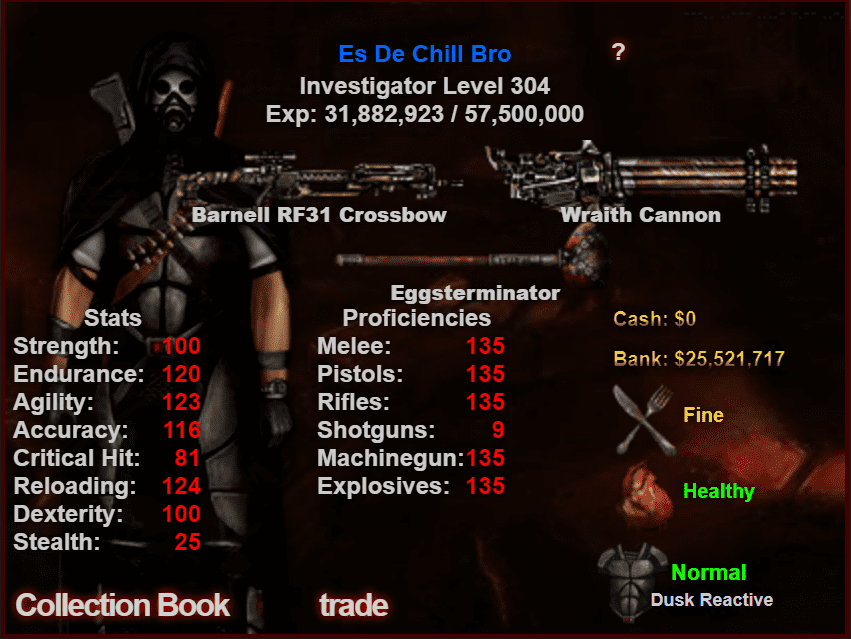 Es De Chill Bro
?
Investigator Level 304
Exp: 31,882,923 / 57,500,000
Barnell RF31 Crossbow
Wraith Cannon
Eggsterminator
Stats
Strength: 100
Endurance: 120
Agility: 123
Accuracy: 116
Critical Hit: 81
Reloading: 124
Dexterity: 100
Stealth: 25
Proficiencies
Melee: 135
Pistols: 135
Rifles: 135
Shotguns: 9
Machinegun: 135
Explosives: 135
Cash: $0
Bank: $25,521,717
Fine
Healthy
Normal
Dusk Reactive
Collection Book
trade